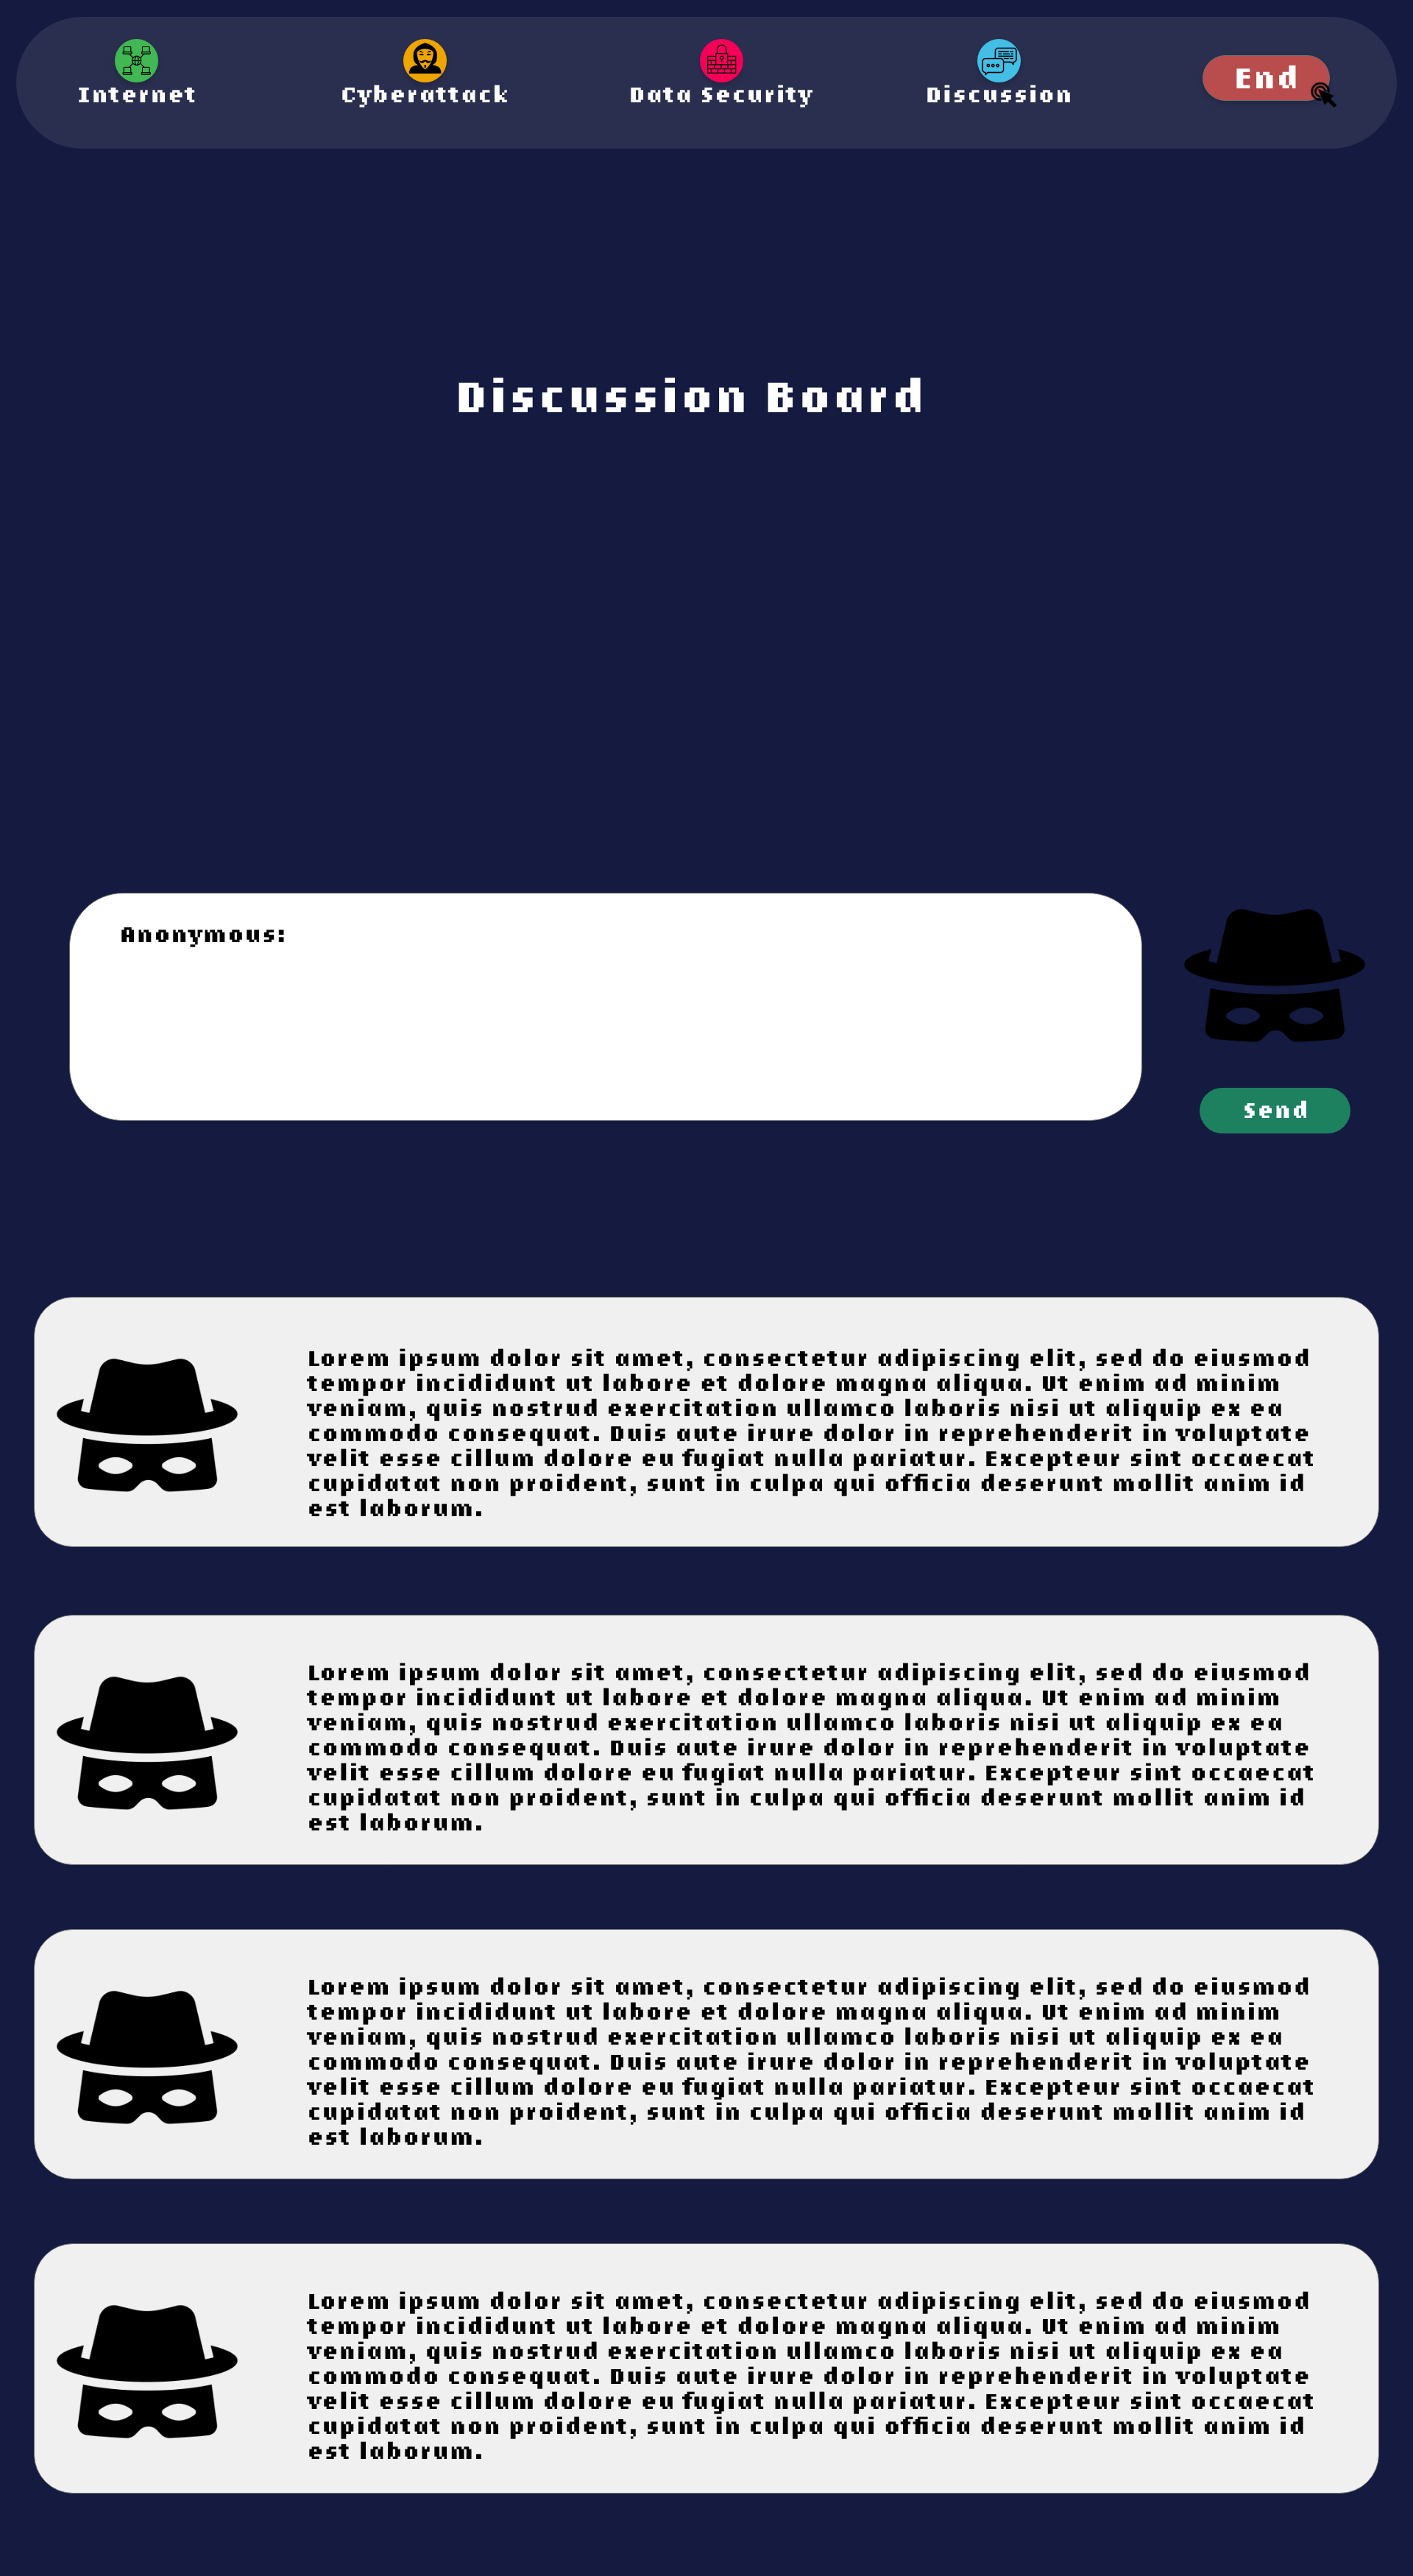 Internet
Cyberattack
Data Security
Discussion
End
Discussion Board
Anonymous:
Send
Lorem ipsum dolor sit amet, consectetur adipiscing elit, sed do eiusmod
tempor incididunt ut labore et dolore magna aliqua. Ut enim ad minim
veniam, quis nostrud exercitation ullamco laboris nisi ut aliquip ex ea
commodo consequat. Duis aute irure dolor in reprehenderit in voluptate
velit esse cillum dolore eu fugiat nulla pariatur. Excepteur sint occaecat
cupidatat non proident, sunt in culpa qui officia deserunt mollit anim id
est laborum.
Lorem ipsum dolor sit amet, consectetur adipiscing elit, sed do eiusmod
tempor incididunt ut labore et dolore magna aliqua. Ut enim ad minim
veniam, quis nostrud exercitation ullamco laboris nisi ut aliquip ex ea
commodo consequat. Duis aute irure dolor in reprehenderit in voluptate
velit esse cillum dolore eu fugiat nulla pariatur. Excepteur sint occaecat
cupidatat non proident, sunt in culpa qui officia deserunt mollit anim id
est laborum.
Lorem ipsum dolor sit amet, consectetur adipiscing elit, sed do eiusmod
tempor incididunt ut labore et dolore magna aliqua. Ut enim ad minim
veniam, quis nostrud exercitation ullamco laboris nisi ut aliquip ex ea
commodo consequat. Duis aute irure dolor in reprehenderit in voluptate
velit esse cillum dolore eu fugiat nulla pariatur. Excepteur sint occaecat
cupidatat non proident, sunt in culpa qui officia deserunt mollit anim id
est laborum.
Lorem ipsum dolor sit amet, consectetur adipiscing elit, sed do eiusmod
tempor incididunt ut labore et dolore magna aliqua. Ut enim ad minim
veniam, quis nostrud exercitation ullamco laboris nisi ut aliquip ex ea
commodo consequat. Duis aute irure dolor in reprehenderit in voluptate
velit esse cillum dolore eu fugiat nulla pariatur. Excepteur sint occaecat
cupidatat non proident, sunt in culpa qui officia deserunt mollit anim id
est laborum.